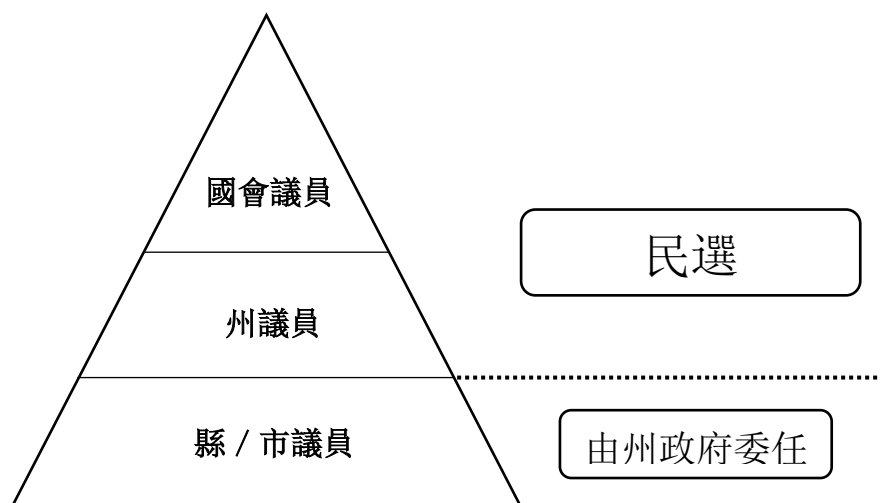 國會議員
民選
州議員
縣 / 市議員
由州政府委任